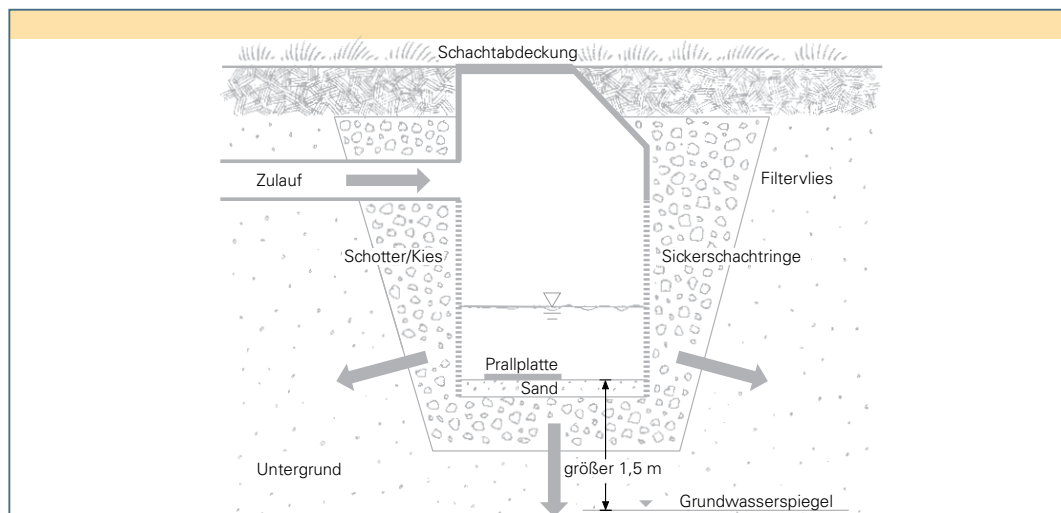 Schachtabdeckung
Zulauf
Filtervlies
Schotter/Kies
Sickerschachtringe
Prallplatte
Sand
Untergrund
größer 1,5 m
Grundwasserspiegel